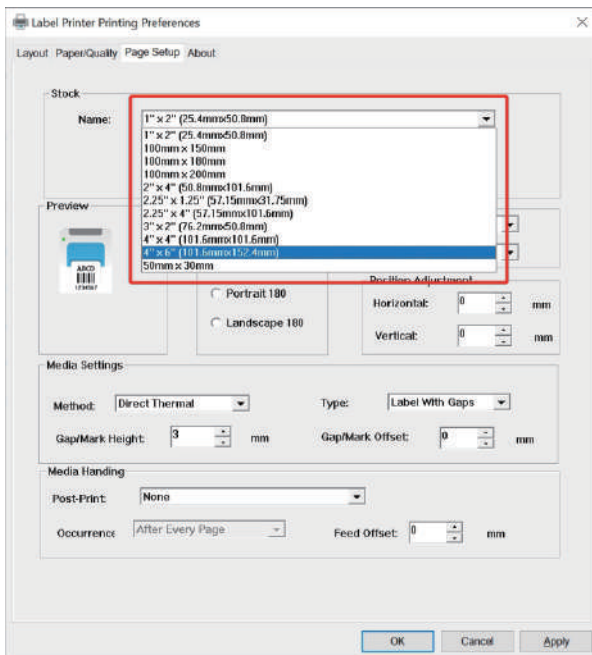 Label Printer Printing Preferences
Layout Paper/Quality Page Setup About
Stock
Name: 1" x 2" (25.4mmx50.8mm)
1" x 2" (25.4mmx50.8mm)
100mm x 150mm
100mm x 180mm
100mm x 200mm
2" x 4" (50.8mmx101.6mm)
2.25" x 1.25" (57.15mmx31.75mm)
2.25" x 4" (57.15mmx101.6mm)
3" x 2" (76.2mmx50.8mm)
4" x 4" (101.6mmx101.6mm)
4" x 6" (101.6mmx152.4mm)
50mm x 30mm
Preview
ABCD
1234567
Portrait 180
Landscape 180
Position Adjustment
Horizontal: 0 mm
Vertical: 0 mm
Media Settings
Method: Direct Thermal Type: Label With Gaps
Gap/Mark Height: 3 mm Gap/Mark Offset: 0 mm
Media Handing
Post-Print: None
Occurrence After Every Page Feed Offset: 0 mm
OK Cancel Apply